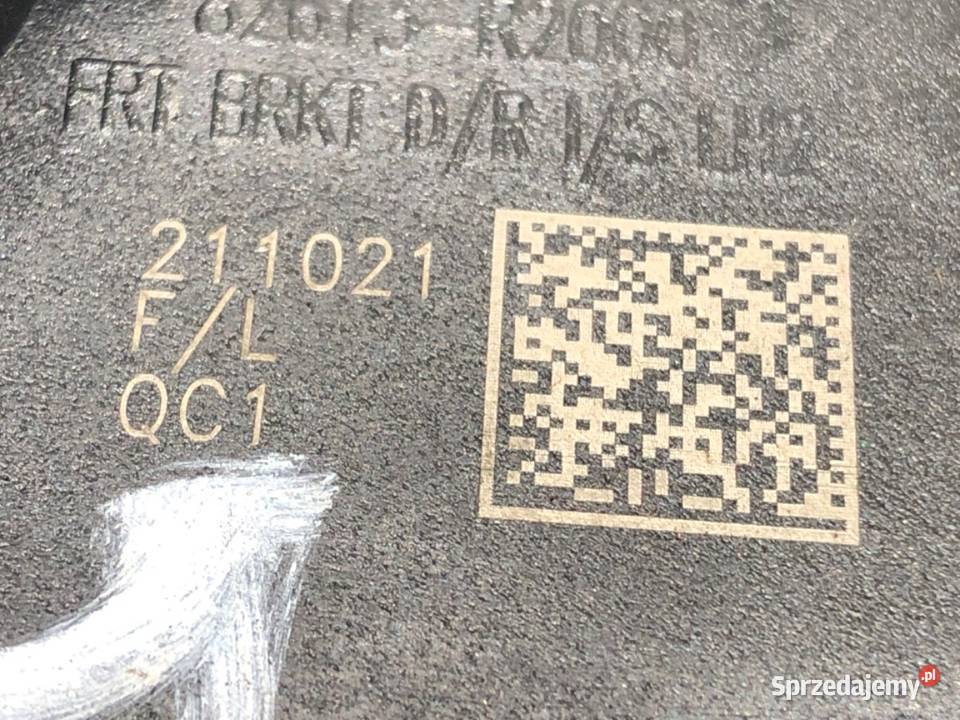 FRT BRKT D/R I/S
211021
F/L
QC1
Sprzedajemy.pl